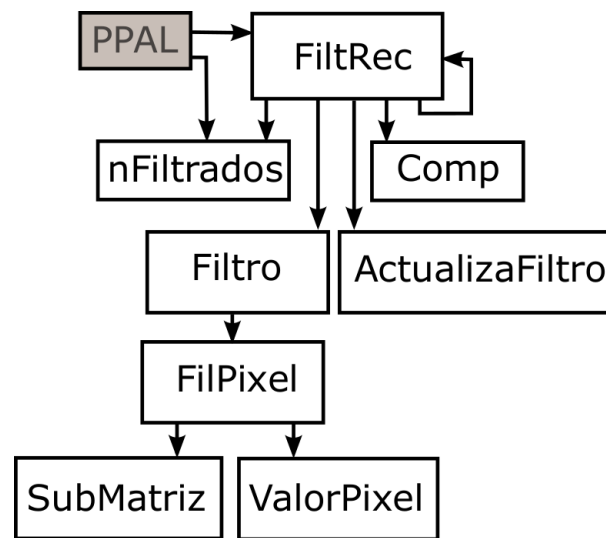 PPAL
FiltRec
nFiltrados
Comp
Filtro
ActualizaFiltro
FilPixel
SubMatriz
ValorPixel